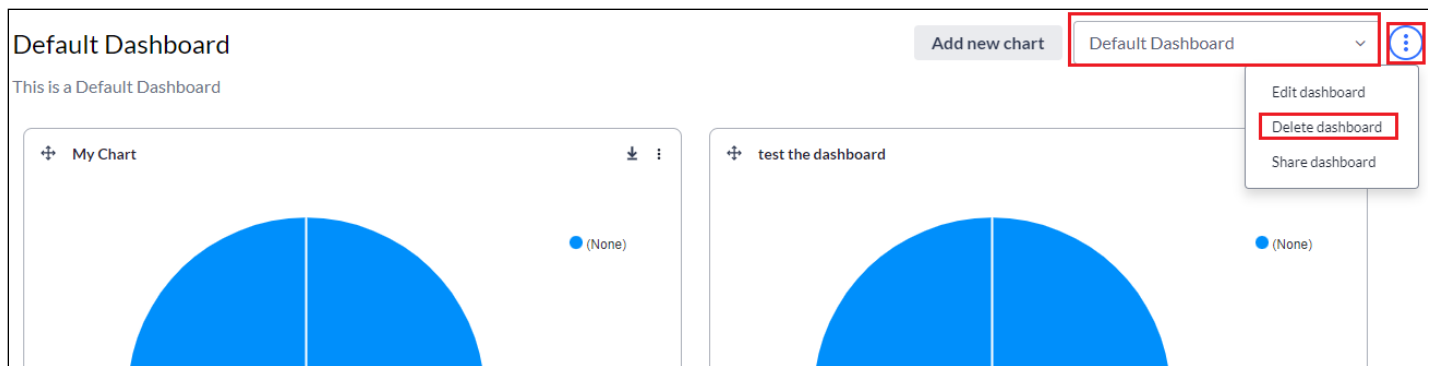 Default Dashboard
Add new chart
Default Dashboard
This is a Default Dashboard
Edit dashboard
Delete dashboard
Share dashboard
My Chart
test the dashboard
(None)
(None)